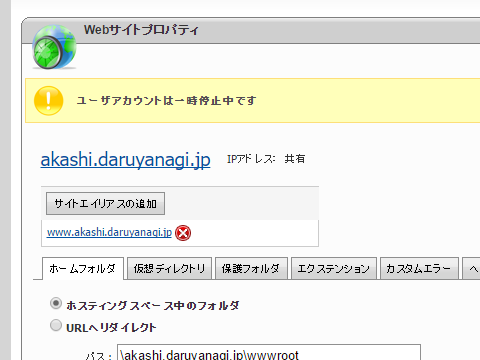 Webサイトプロパティ
ユーザアカウントは一時停止中です
akashi.daruyanagi.jp IPアドレス: 共有
サイトエイリアスの追加
www.akashi.daruyanagi.jp
ホームフォルダ 仮想ディレクトリ 保護フォルダ エクステンション カスタムエラー ヘ
ホスティングスペース中のフォルダ
URLへリダイレクト
パス: \akashi.daruyanagi.jp\wwwroot